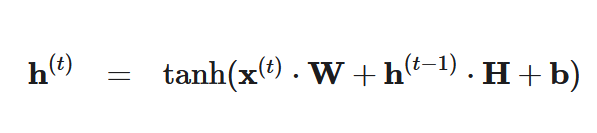 h^(t) = tanh(x^(t) · W + h^(t−1) · H + b)